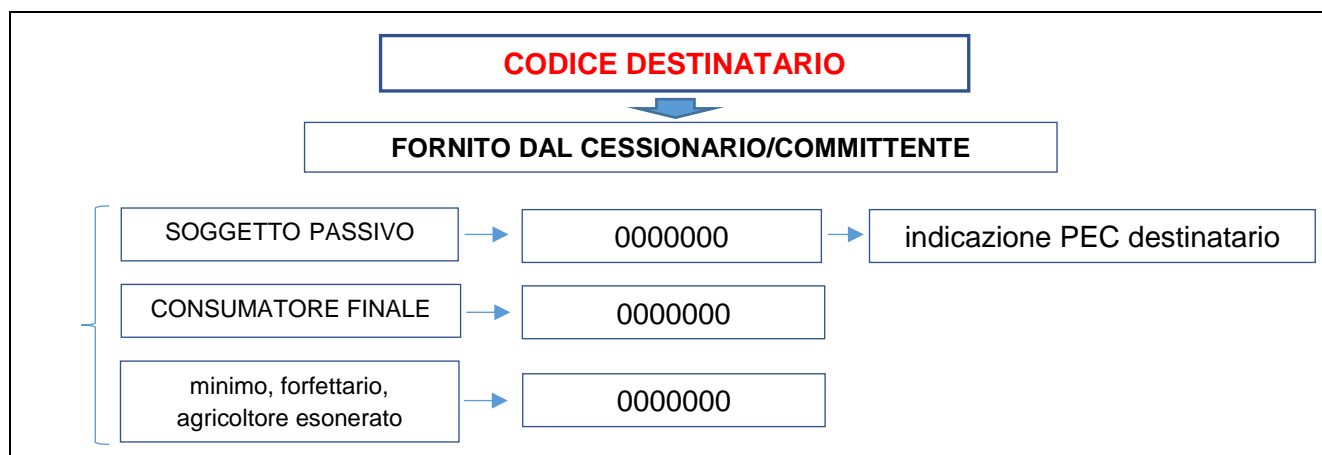 CODICE DESTINATARIO
FORNITO DAL CESSIONARIO/COMMITTENTE
SOGGETTO PASSIVO
0000000
indicazione PEC destinatario
CONSUMATORE FINALE
0000000
minimo, forfettario,
agricoltore esonerato
0000000